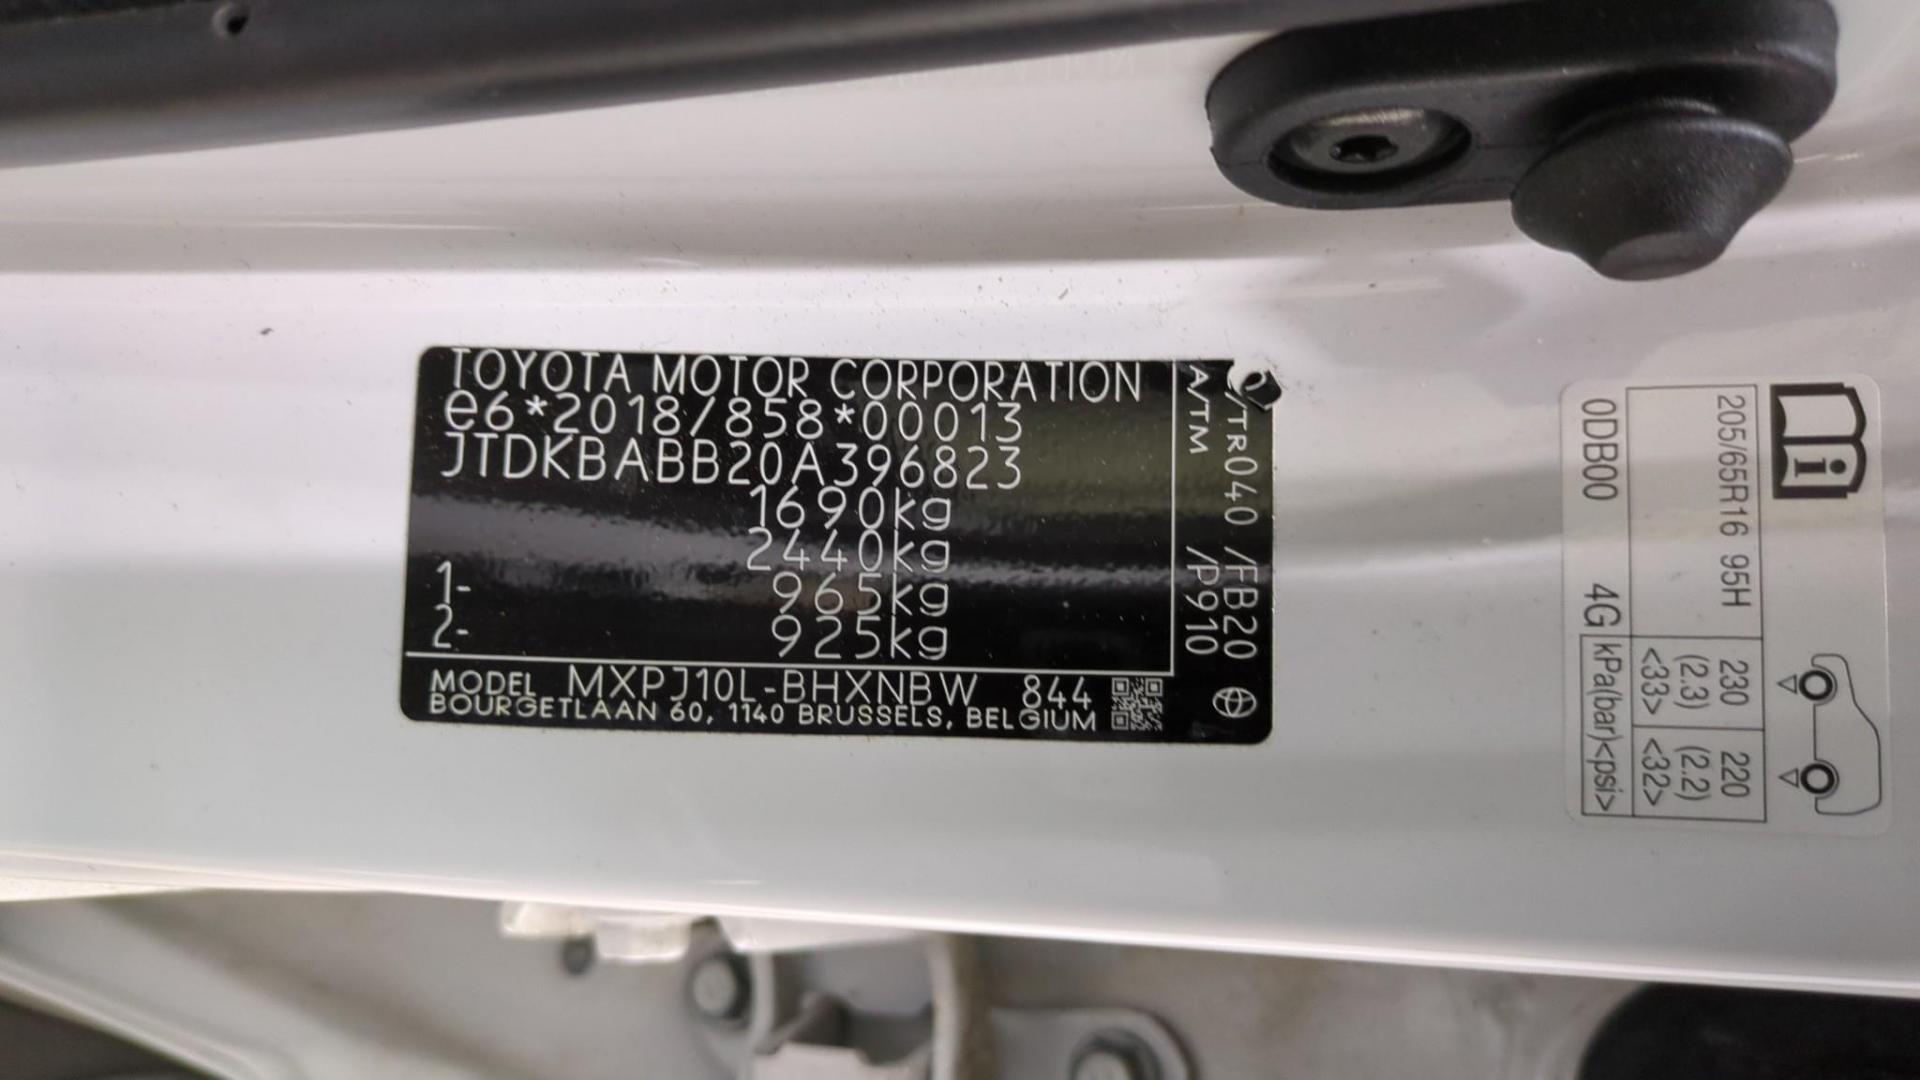 TOYOTA MOTOR CORPORATION
e6*2018/858*00013
JTDKBABB20A396823
1690kg
2440kg
1- 965kg
2- 925kg
MODEL MXPJ10L-BHXNBW 844
BOURGETLAAN 60, 1140 BRUSSELS, BELGIUM
/TR040 /FB20
A/TM /P910
205/65R16 95H
230 (2.3) <33>
220 (2.2) <32>
kPa(bar)<psi>
0DB00 4G